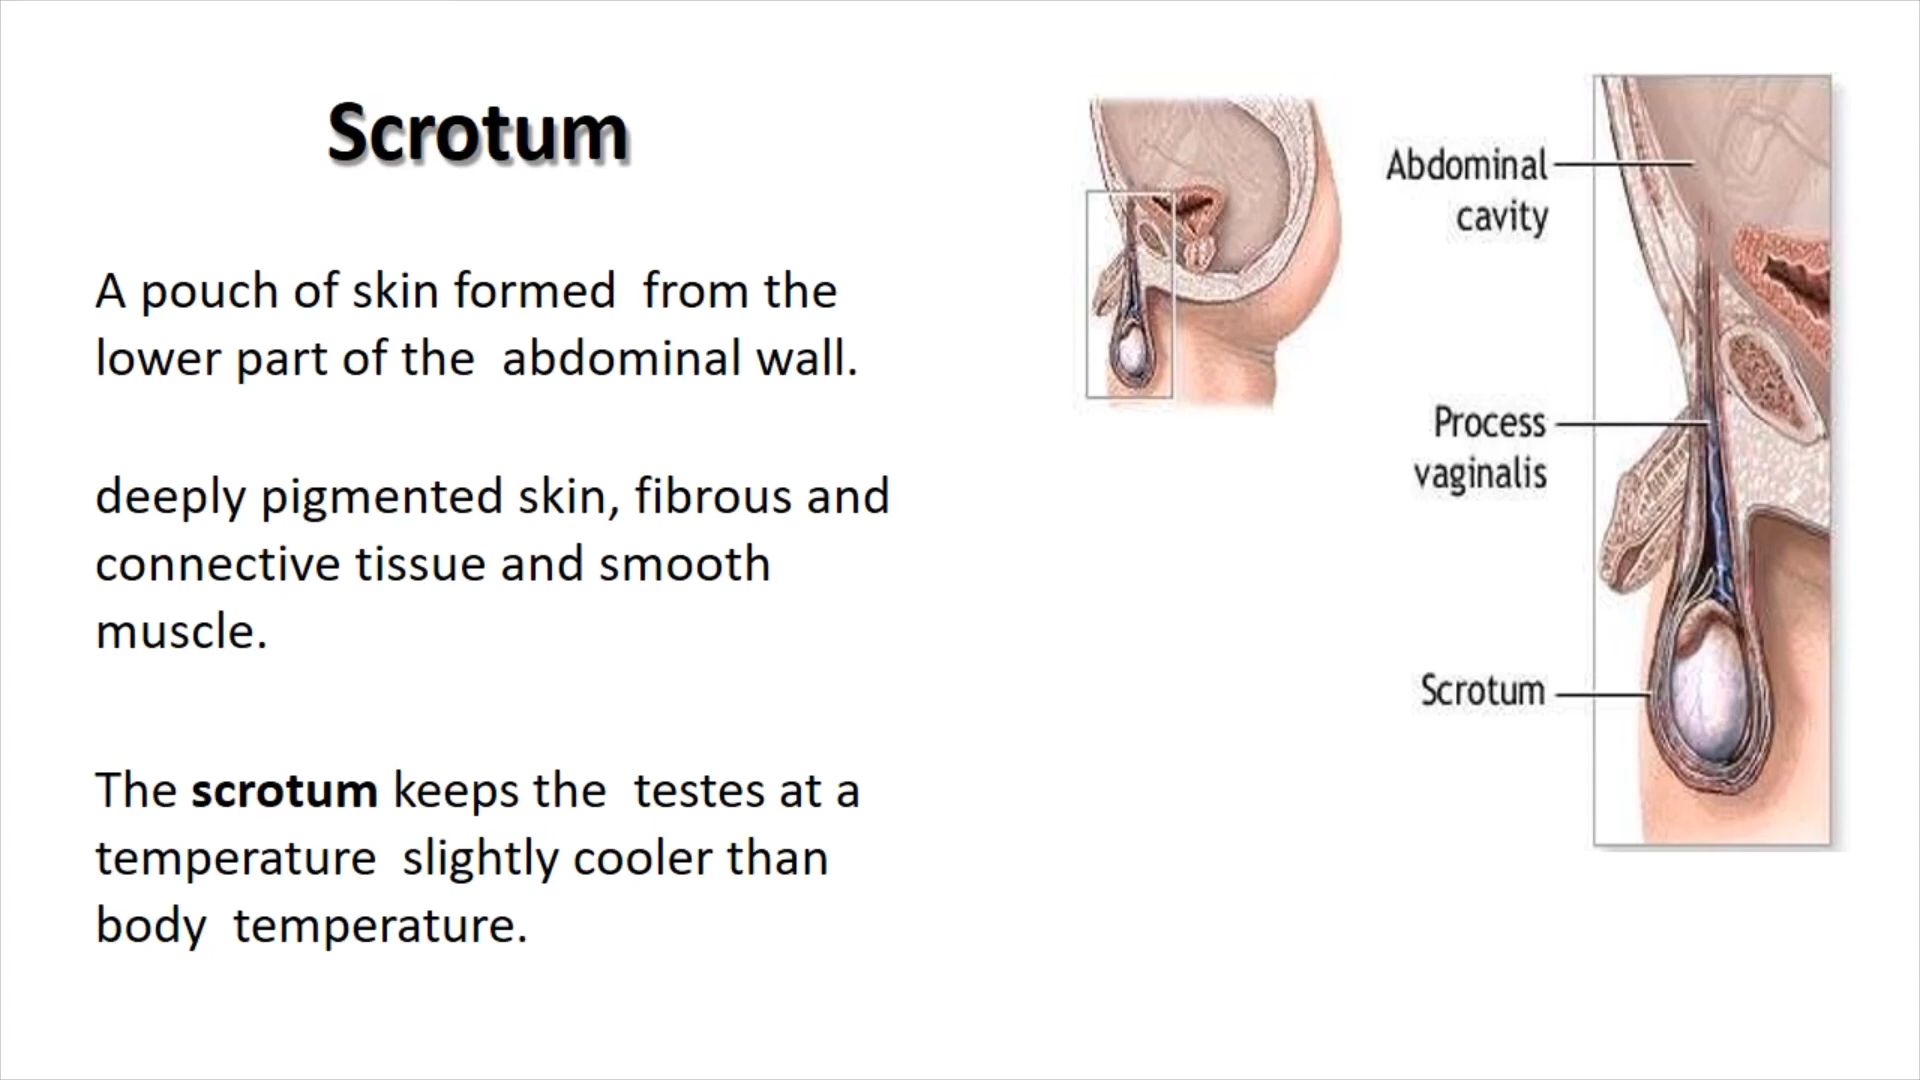 Scrotum
A pouch of skin formed from the
lower part of the abdominal wall.
deeply pigmented skin, fibrous and
connective tissue and smooth
muscle.
The scrotum keeps the testes at a
temperature slightly cooler than
body temperature.
Abdominal
cavity
Process
vaginalis
Scrotum